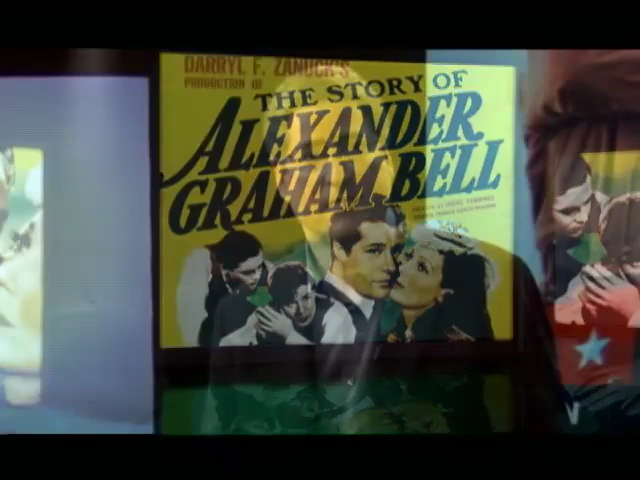 DARRYL F. ZANUCK'S
PRODUCTION OF
THE STORY OF
ALEXANDER
GRAHAM BELL